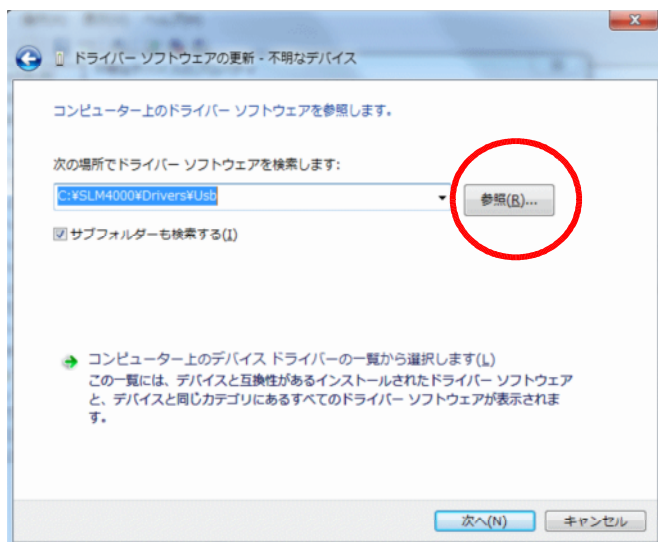 ドライバー ソフトウェアの更新 - 不明なデバイス
コンピューター上のドライバー ソフトウェアを参照します。
次の場所でドライバー ソフトウェアを検索します:
C:¥SLM4000¥Drivers¥Usb
参照(R)...
サブフォルダーも検索する(I)
コンピューター上のデバイス ドライバーの一覧から選択します(L)
この一覧には、デバイスと互換性があるインストールされたドライバー ソフトウェア
と、デバイスと同じカテゴリにあるすべてのドライバー ソフトウェアが表示されま
す。
次へ(N)
キャンセル